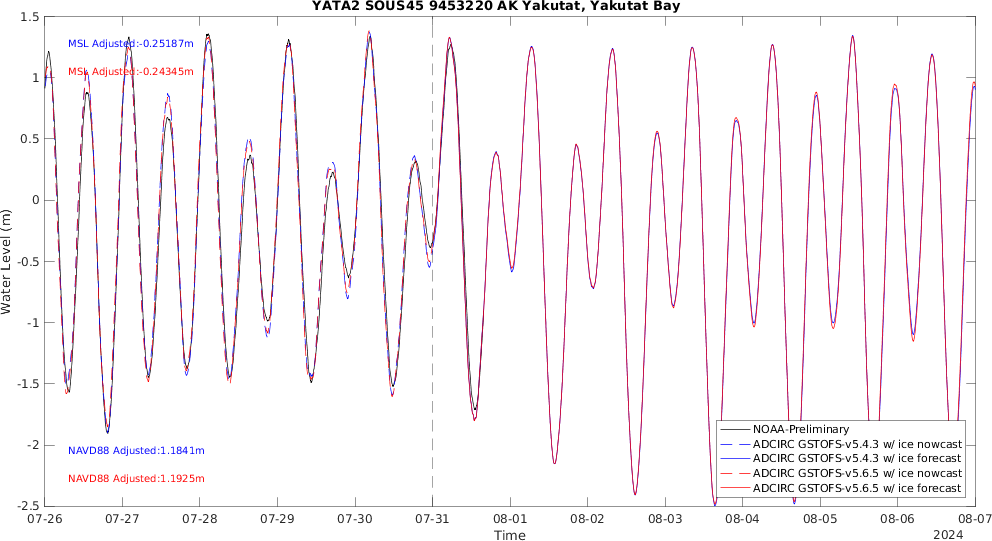 YATA2 SOUS45 9453220 AK Yakutat, Yakutat Bay
1.5
1
0.5
0
-0.5
-1
-1.5
-2
-2.5
Water Level (m)
MSL Adjusted:-0.25187m
MSL Adjusted:-0.24345m
NAVD88 Adjusted:1.1841m
NAVD88 Adjusted:1.1925m
NOAA-Preliminary
ADCIRC GSTOFS-v5.4.3 w/ ice nowcast
ADCIRC GSTOFS-v5.4.3 w/ ice forecast
ADCIRC GSTOFS-v5.6.5 w/ ice nowcast
ADCIRC GSTOFS-v5.6.5 w/ ice forecast
07-26 07-27 07-28 07-29 07-30 07-31 08-01 08-02 08-03 08-04 08-05 08-06 08-07
Time
2024